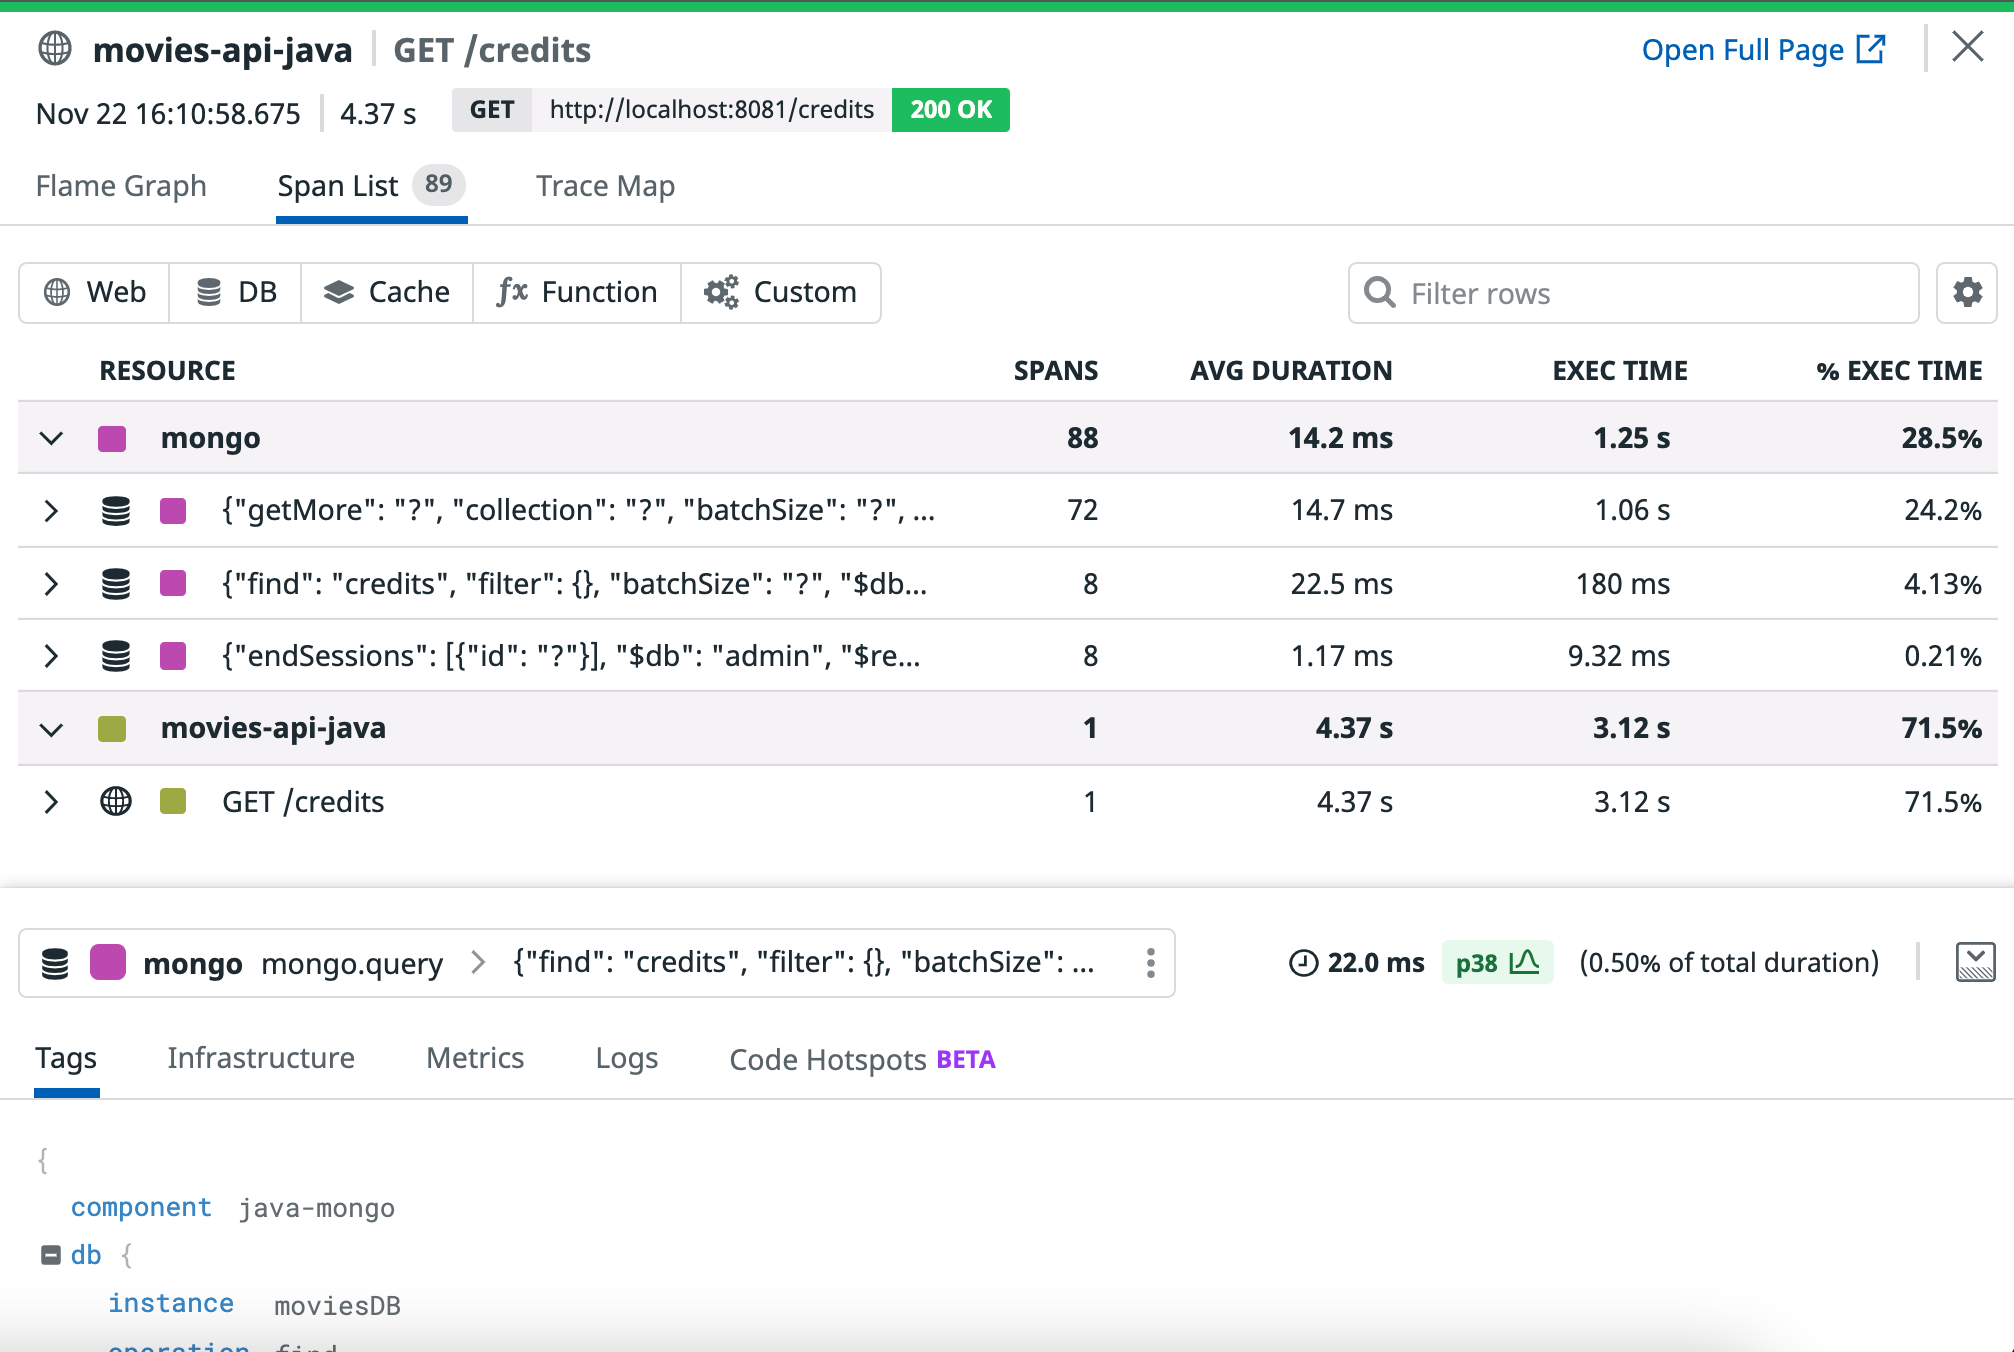 movies-api-java GET /credits Open Full Page
Nov 22 16:10:58.675 4.37 s GET http://localhost:8081/credits 200 OK
Flame Graph Span List 89 Trace Map
Web DB Cache Function Custom Filter rows
RESOURCE SPANS AVG DURATION EXEC TIME % EXEC TIME
mongo 88 14.2 ms 1.25 s 28.5%
{"getMore": "?", "collection": "?", "batchSize": "?", ... 72 14.7 ms 1.06 s 24.2%
{"find": "credits", "filter": {}, "batchSize": "?", "$db... 8 22.5 ms 180 ms 4.13%
{"endSessions": [{"id": "?"}], "$db": "admin", "$re... 8 1.17 ms 9.32 ms 0.21%
movies-api-java 1 4.37 s 3.12 s 71.5%
GET /credits 1 4.37 s 3.12 s 71.5%
mongo mongo.query {"find": "credits", "filter": {}, "batchSize": ... 22.0 ms p38 (0.50% of total duration)
Tags Infrastructure Metrics Logs Code Hotspots BETA
{
component java-mongo
db {
instance moviesDB
operation find